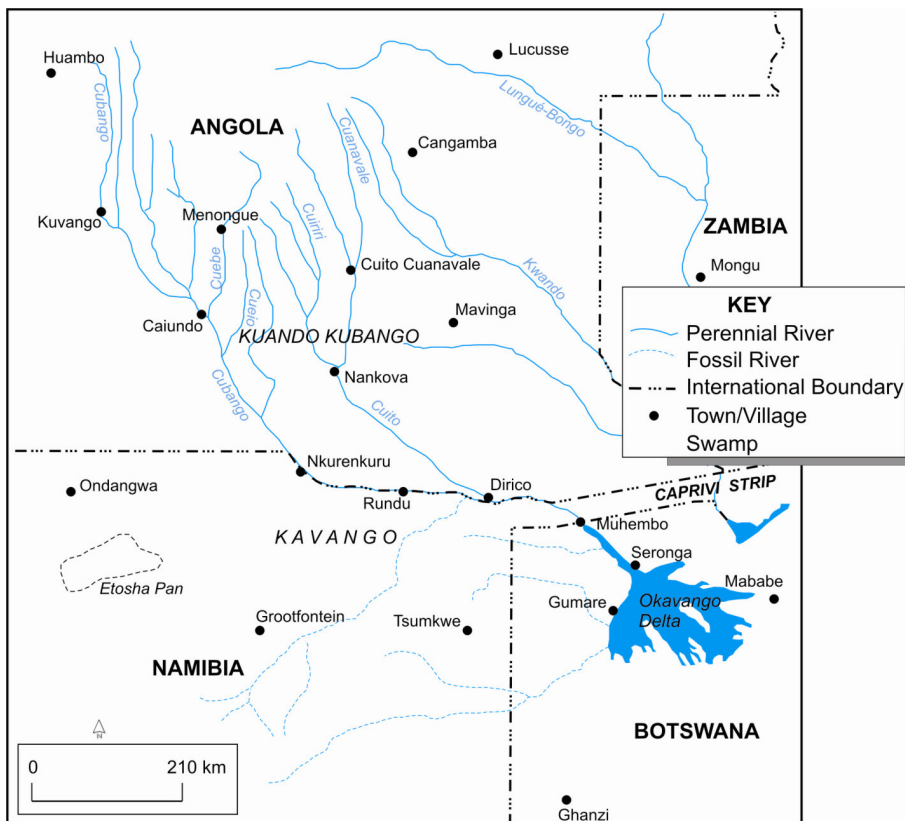 Huambo
Lucusse
Cubango
Lungué-Bongo
ANGOLA
Cuanavale
Cangamba
Kuvango
Menongue
Cuiriri
ZAMBIA
Cuebe
Cuito Cuanavale
Kwando
Mongu
Cueio
Caiundo
KUANDO KUBANGO
Mavinga
KEY
Perennial River
Fossil River
International Boundary
Town/Village
Swamp
Nankova
Cubango
Cuito
Nkurenkuru
Ondangwa
Rundu
Dirico
CAPRIVI STRIP
KAVANGO
Muhembo
Seronga
Etosha Pan
Mababe
Gumare
Okavango
Delta
Grootfontein
Tsumkwe
NAMIBIA
BOTSWANA
N
0 210 km
Ghanzi